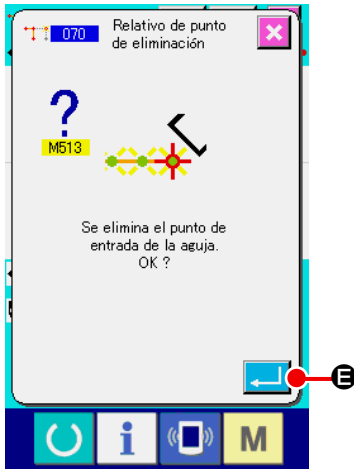 070
Relativo de punto
de eliminación
?
M513
Se elimina el punto de
entrada de la aguja.
OK ?
E
i
M